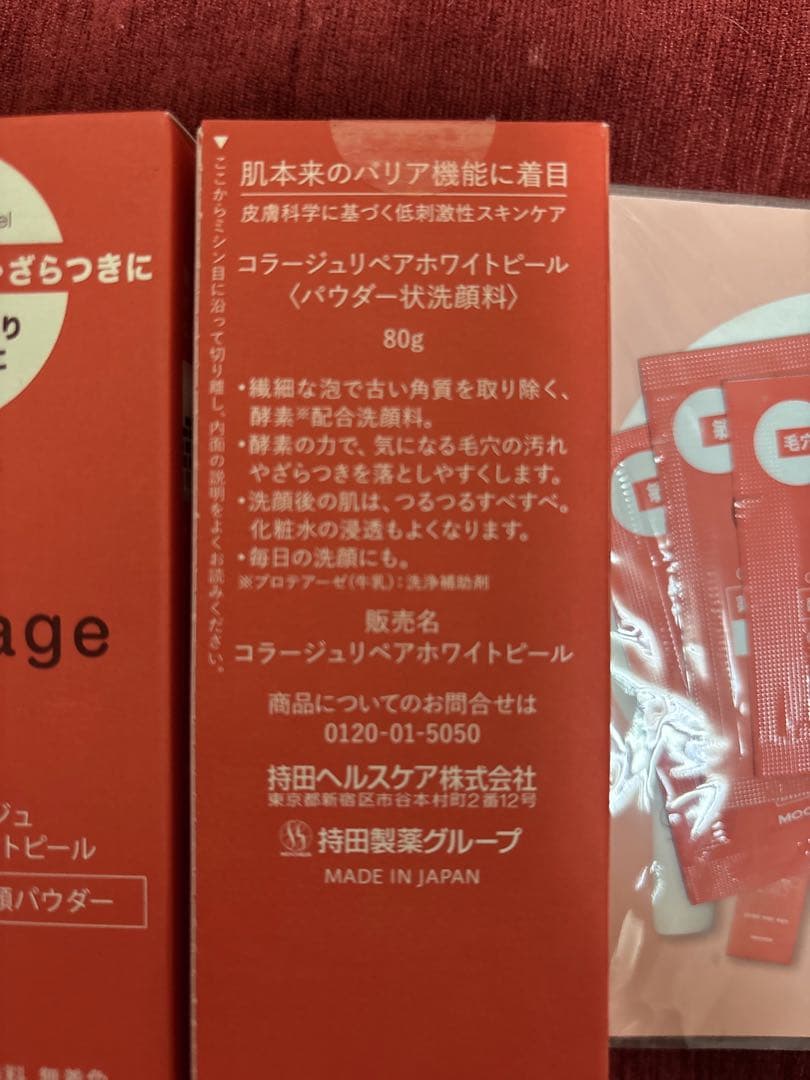 el
・ざらつきに
り
に
age
ジュ
トピール
顔パウダー
料 無着色
▼ここからミシン目に沿って切り離し、内面の説明をよくお読みください。
肌本来のバリア機能に着目
皮膚科学に基づく低刺激性スキンケア
コラージュリペアホワイトピール
〈パウダー状洗顔料〉
80g
・繊細な泡で古い角質を取り除く、
酵素※配合洗顔料。
・酵素の力で、気になる毛穴の汚れ
やざらつきを落としやすくします。
・洗顔後の肌は、つるつるすべすべ。
化粧水の浸透もよくなります。
・毎日の洗顔にも。
※プロテアーゼ(牛乳):洗浄補助剤
販売名
コラージュリペアホワイトピール
商品についてのお問合せは
0120-01-5050
持田ヘルスケア株式会社
東京都新宿区市谷本村町2番12号
持田製薬グループ
MADE IN JAPAN
毛穴